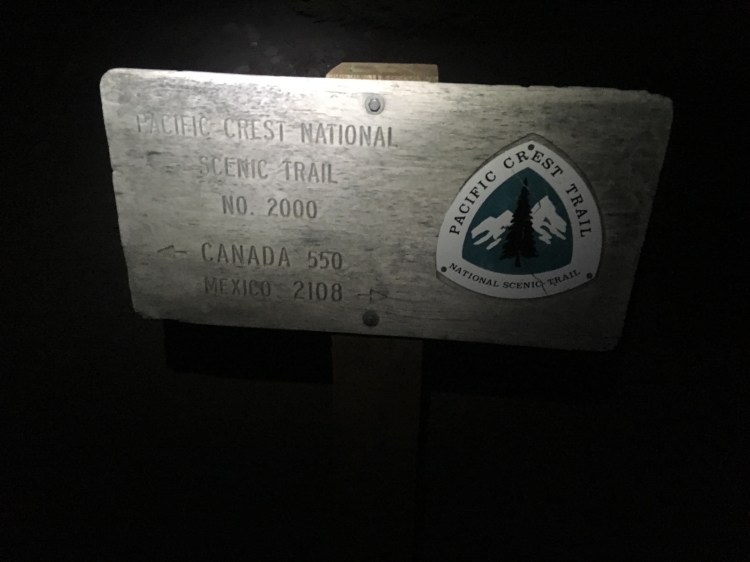 PACIFIC CREST NATIONAL
SCENIC TRAIL
NO. 2000
CANADA 550
MEXICO 2108
PACIFIC CREST TRAIL
NATIONAL SCENIC TRAIL